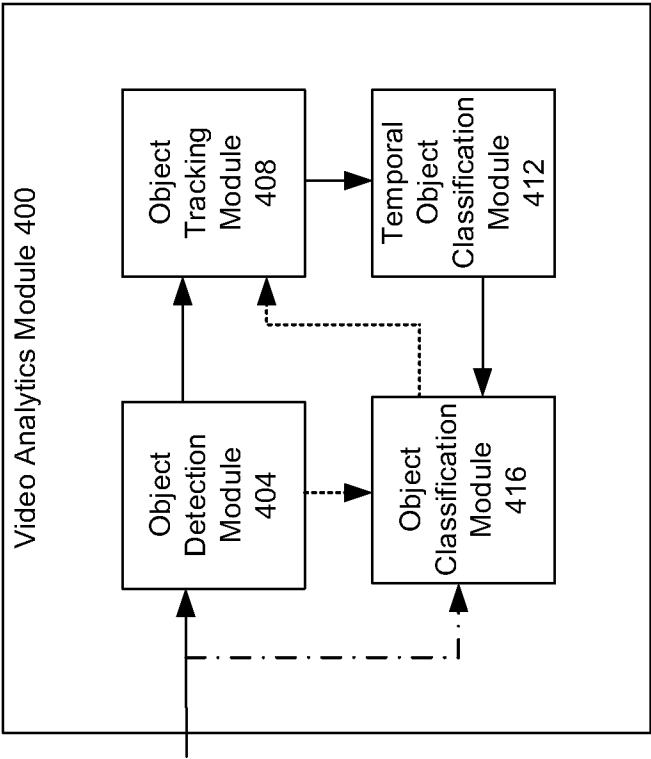 Video Analytics Module 400
Object
Detection
Module
404
Object
Tracking
Module
408
Object
Classification
Module
416
Temporal
Object
Classification
Module
412